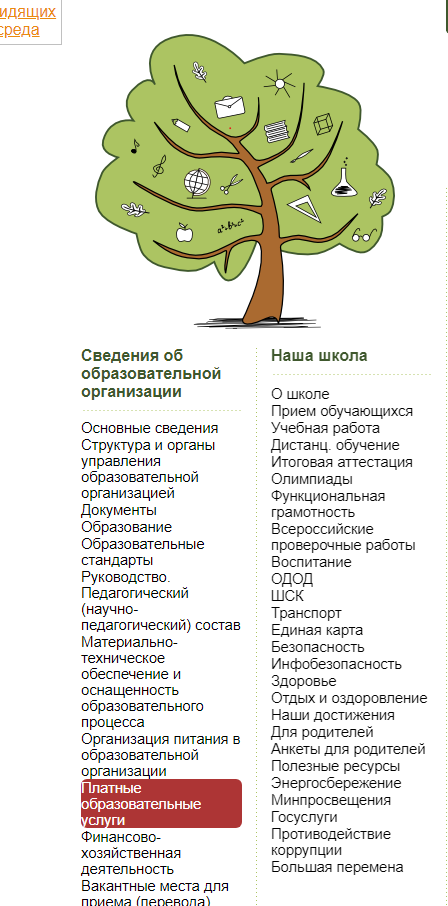 идящих
среда
a²+b²=c²
Сведения об
образовательной
организации
Основные сведения
Структура и органы
управления
образовательной
организацией
Документы
Образование
Образовательные
стандарты
Руководство.
Педагогический
(научно-
педагогический) состав
Материально-
техническое
обеспечение и
оснащенность
образовательного
процесса
Организация питания в
образовательной
организации
Платные
образовательные
услуги
Финансово-
хозяйственная
деятельность
Вакантные места для
приема (перевода)
Наша школа
О школе
Прием обучающихся
Учебная работа
Дистанц. обучение
Итоговая аттестация
Олимпиады
Функциональная
грамотность
Всероссийские
проверочные работы
Воспитание
ОДОД
ШСК
Транспорт
Единая карта
Безопасность
Инфобезопасность
Здоровье
Отдых и оздоровление
Наши достижения
Для родителей
Анкеты для родителей
Полезные ресурсы
Энергосбережение
Минпросвещения
Госуслуги
Противодействие
коррупции
Большая перемена